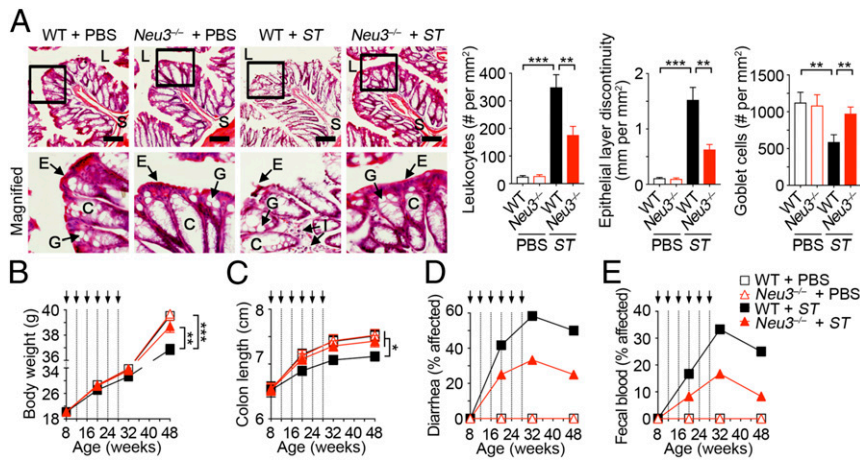 A
WT + PBS
Neu3–/– + PBS
WT + ST
Neu3–/– + ST
L
L
L
L
S
S
S
S
Magnified
E
E
E
E
G
G
G
G
C
C
C
C
I
Leukocytes (# per mm²)
400
300
200
100
0
***
**
WT
Neu3–/–
WT
Neu3–/–
PBS
ST
Epithelial layer discontinuity
(mm per mm²)
2
1
0
***
**
WT
Neu3–/–
WT
Neu3–/–
PBS
ST
Goblet cells (# per mm²)
1500
1000
500
0
**
**
WT
Neu3–/–
WT
Neu3–/–
PBS
ST
B
Body weight (g)
40
38
36
34
28
22
16
**
***
8 16 24 32 40 48
Age (weeks)
C
Colon length (cm)
8
7
6
*
8 16 24 32 40 48
Age (weeks)
D
Diarrhea (% affected)
60
40
20
0
8 16 24 32 40 48
Age (weeks)
E
Fecal blood (% affected)
40
30
20
10
0
8 16 24 32 40 48
Age (weeks)
WT + PBS
Neu3–/– + PBS
WT + ST
Neu3–/– + ST